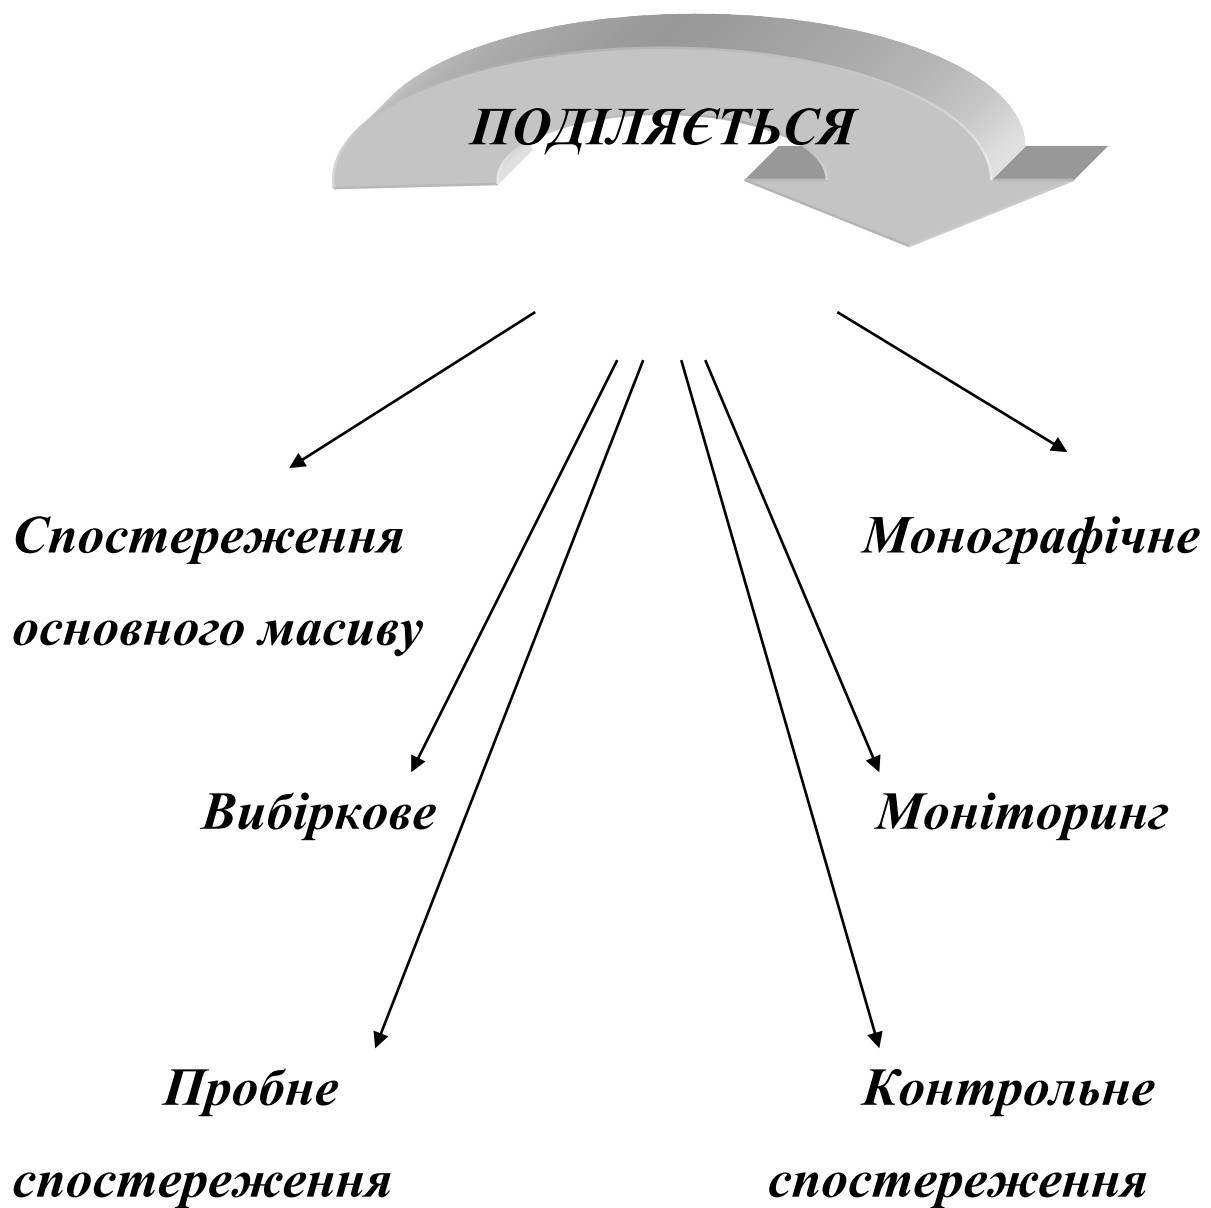 ПОДІЛЯЄТЬСЯ
Спостереження
основного масиву
Монографічне
Вибіркове
Моніторинг
Пробне
спостереження
Контрольне
спостереження